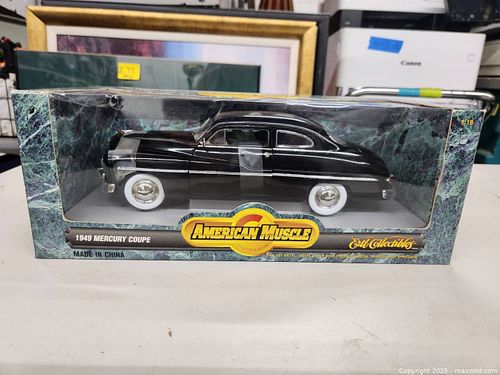 Canon
1:18
AMERICAN MUSCLE
1949 MERCURY COUPE
Ertl Collectibles
MADE IN CHINA
Copyright 2025 - maxsold.com